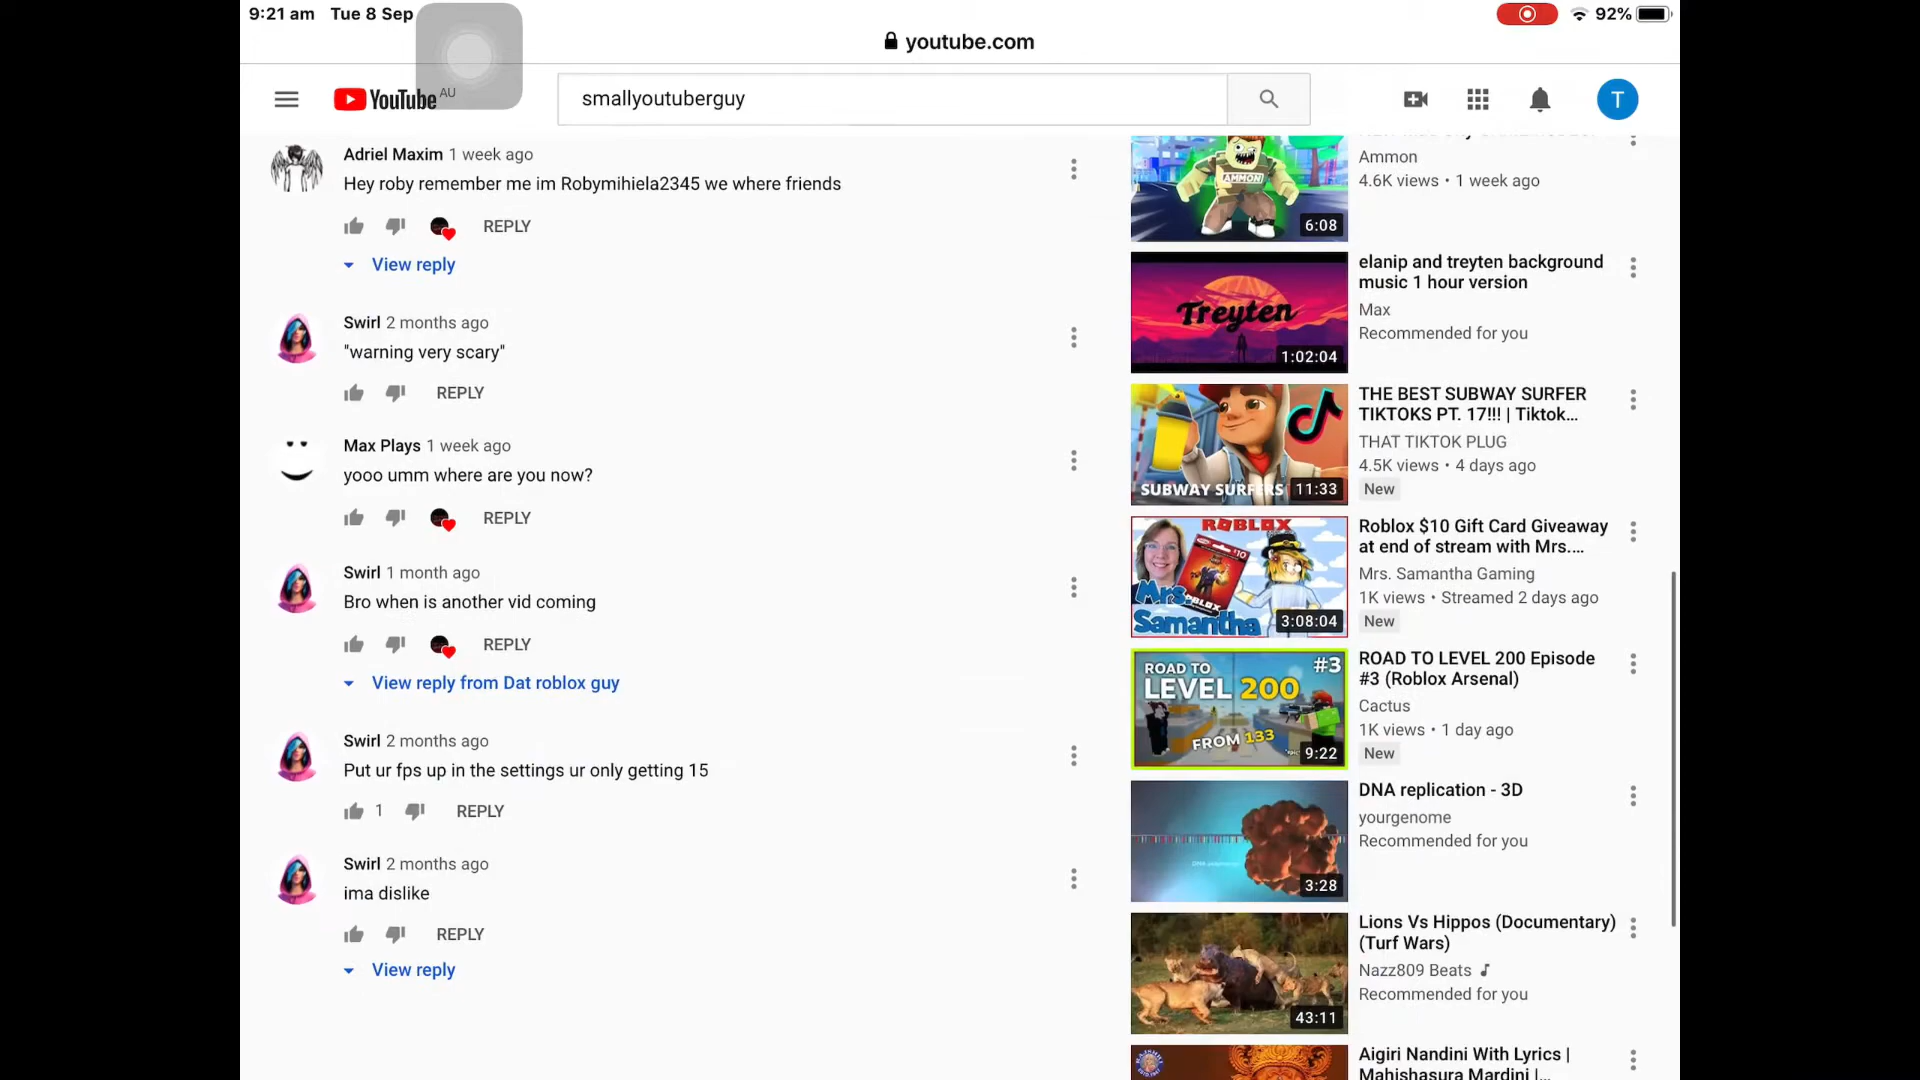 9:21 am Tue 8 Sep
92%
youtube.com
YouTube AU
smallyoutuberguy
T
Adriel Maxim 1 week ago
Hey roby remember me im Robymihiela2345 we where friends
REPLY
View reply
Swirl 2 months ago
"warning very scary"
REPLY
Max Plays 1 week ago
yooo umm where are you now?
REPLY
Swirl 1 month ago
Bro when is another vid coming
REPLY
View reply from Dat roblox guy
Swirl 2 months ago
Put ur fps up in the settings ur only getting 15
1 REPLY
Swirl 2 months ago
ima dislike
REPLY
View reply
AMMON
6:08
Ammon
4.6K views • 1 week ago
Treyten
1:02:04
elanip and treyten background
music 1 hour version
Max
Recommended for you
SUBWAY SURFERS
11:33
THE BEST SUBWAY SURFER
TIKTOKS PT. 17!!! | Tiktok...
THAT TIKTOK PLUG
4.5K views • 4 days ago
New
ROBLOX
$10
ROBLOX
Mrs.
Samantha
3:08:04
Roblox $10 Gift Card Giveaway
at end of stream with Mrs....
Mrs. Samantha Gaming
1K views • Streamed 2 days ago
New
ROAD TO #3
LEVEL 200
FROM 133
9:22
ROAD TO LEVEL 200 Episode
#3 (Roblox Arsenal)
Cactus
1K views • 1 day ago
New
3:28
DNA replication - 3D
yourgenome
Recommended for you
43:11
Lions Vs Hippos (Documentary)
(Turf Wars)
Nazz809 Beats
Recommended for you
Aigiri Nandini With Lyrics |
Mahishasura Mardini |...